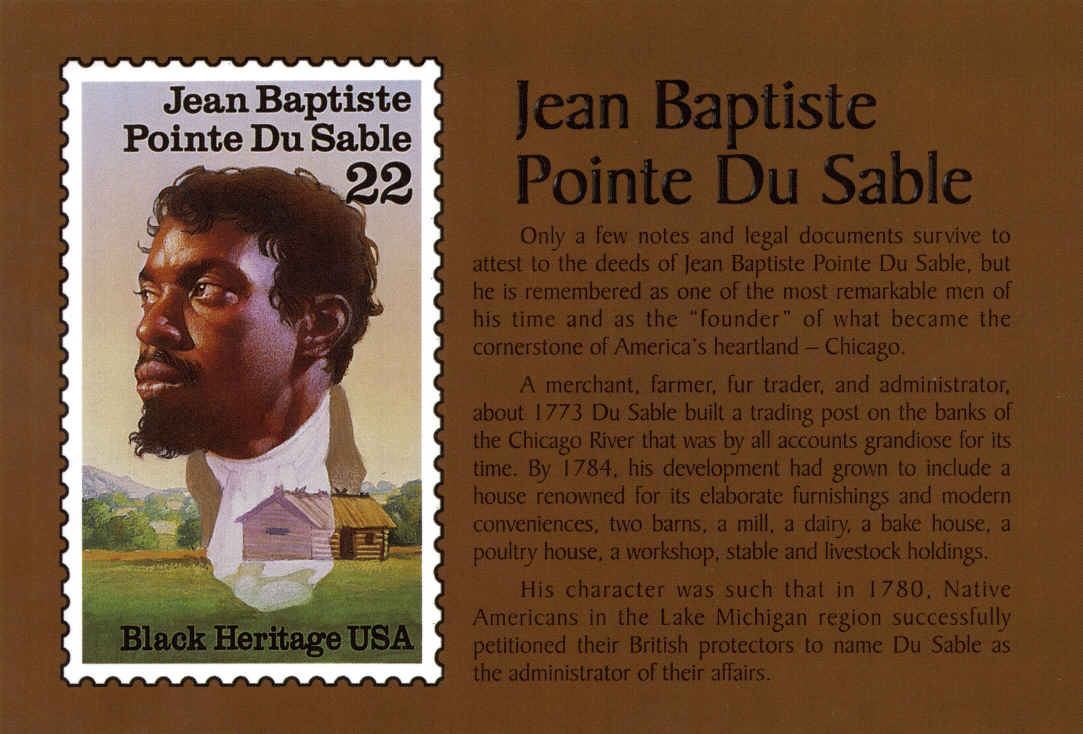 Jean Baptiste
Pointe Du Sable
22
Black Heritage USA
Jean Baptiste
Pointe Du Sable
Only a few notes and legal documents survive to
attest to the deeds of Jean Baptiste Pointe Du Sable, but
he is remembered as one of the most remarkable men of
his time and as the “founder” of what became the
cornerstone of America's heartland – Chicago.
A merchant, farmer, fur trader, and administrator,
about 1773 Du Sable built a trading post on the banks of
the Chicago River that was by all accounts grandiose for its
time. By 1784, his development had grown to include a
house renowned for its elaborate furnishings and modern
conveniences, two barns, a mill, a dairy, a bake house, a
poultry house, a workshop, stable and livestock holdings.
His character was such that in 1780, Native
Americans in the Lake Michigan region successfully
petitioned their British protectors to name Du Sable as
the administrator of their affairs.